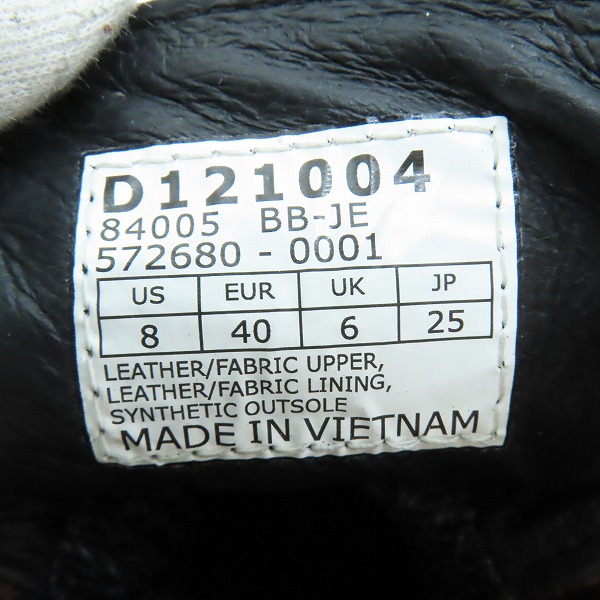 D121004
84005 BB-JE
572680 - 0001
US EUR UK JP
8 40 6 25
LEATHER/FABRIC UPPER,
LEATHER/FABRIC LINING,
SYNTHETIC OUTSOLE
MADE IN VIETNAM